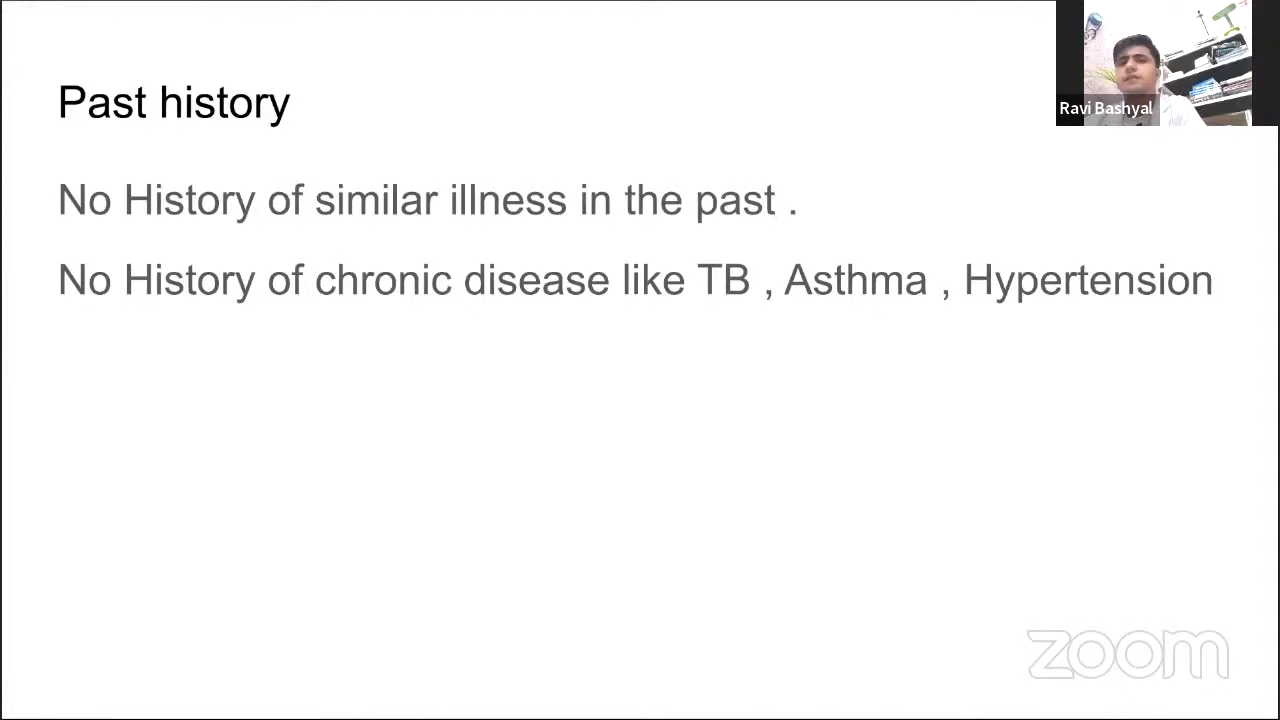 Past history
Ravi Bashyal
No History of similar illness in the past .
No History of chronic disease like TB , Asthma , Hypertension
zoom